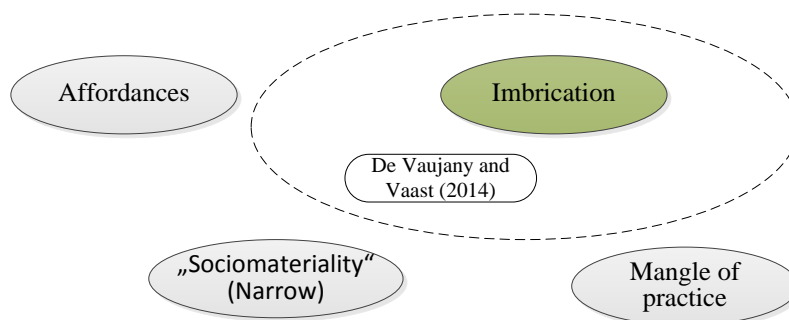 Affordances
Imbrication
De Vaujany and
Vaast (2014)
„Sociomateriality“
(Narrow)
Mangle of
practice